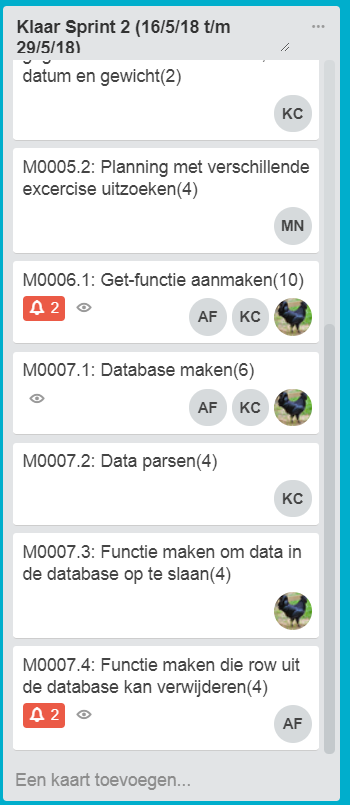 Klaar Sprint 2 (16/5/18 t/m
29/5/18)
datum en gewicht(2)
KC
M0005.2: Planning met verschillende
excercise uitzoeken(4)
MN
M0006.1: Get-functie aanmaken(10)
2
AF KC
M0007.1: Database maken(6)
AF KC
M0007.2: Data parsen(4)
KC
M0007.3: Functie maken om data in
de database op te slaan(4)
M0007.4: Functie maken die row uit
de database kan verwijderen(4)
2
AF
Een kaart toevoegen...